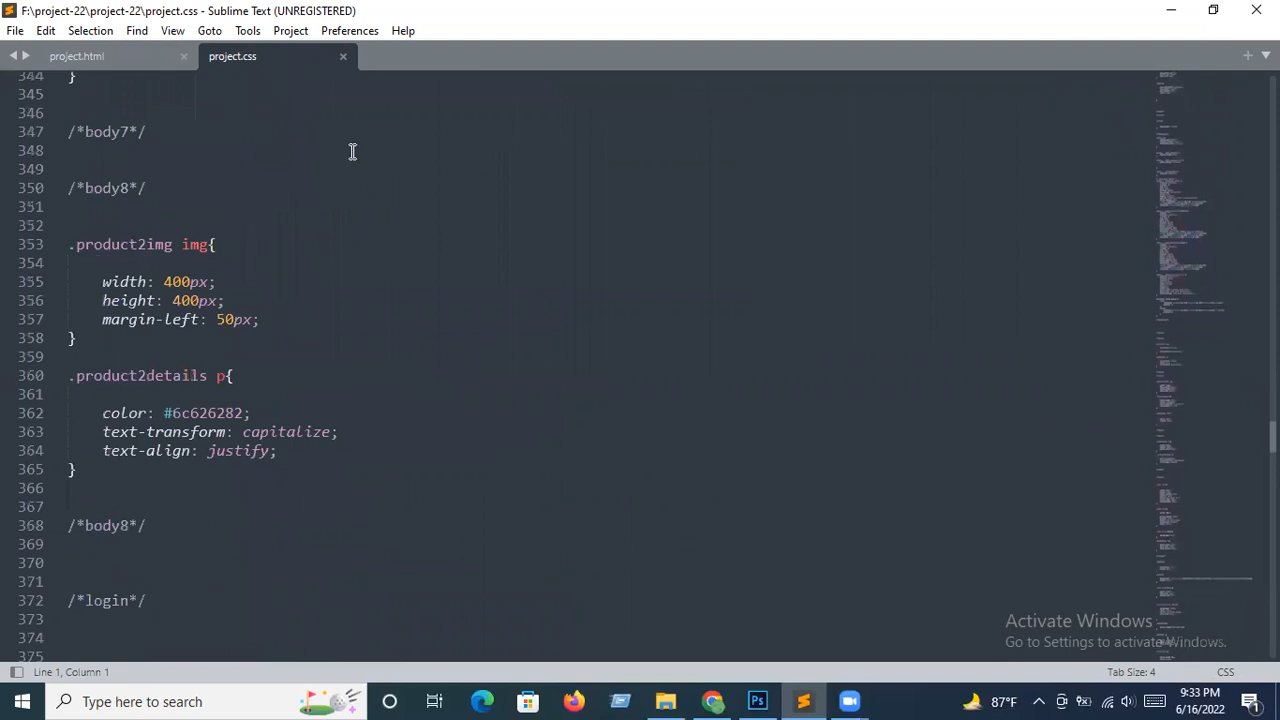 F:\project-22\project-22\project.css - Sublime Text (UNREGISTERED)
File Edit Selection Find View Goto Tools Project Preferences Help
project.html
project.css
344 }
345
346
347 /*body7*/
348
349
350 /*body8*/
351
352
353 .product2img img{
354
355 width: 400px;
356 height: 400px;
357 margin-left: 50px;
358 }
359
360 .product2details p{
361
362 color: #6c626282;
363 text-transform: capitalize;
364 text-align: justify;
365 }
366
367
368 /*body8*/
369
370
371
372 /*login*/
373
374
375
Activate Windows
Go to Settings to activate Windows.
Line 1, Column 1
Tab Size: 4
CSS
Type here to search
87°F
9:33 PM
6/16/2022